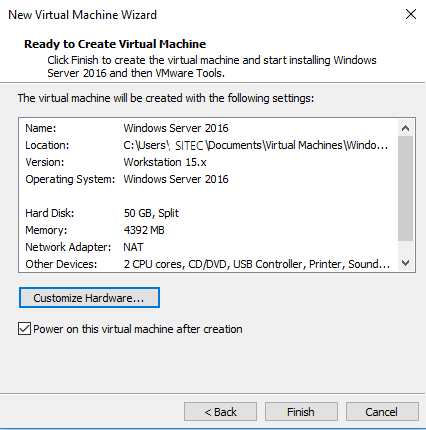 New Virtual Machine Wizard
Ready to Create Virtual Machine
Click Finish to create the virtual machine and start installing Windows
Server 2016 and then VMware Tools.
The virtual machine will be created with the following settings:
Name: Windows Server 2016
Location: C:\Users\ SITEC\Documents\Virtual Machines\Windo...
Version: Workstation 15.x
Operating System: Windows Server 2016
Hard Disk: 50 GB, Split
Memory: 4392 MB
Network Adapter: NAT
Other Devices: 2 CPU cores, CD/DVD, USB Controller, Printer, Sound...
Customize Hardware...
Power on this virtual machine after creation
< Back Finish Cancel